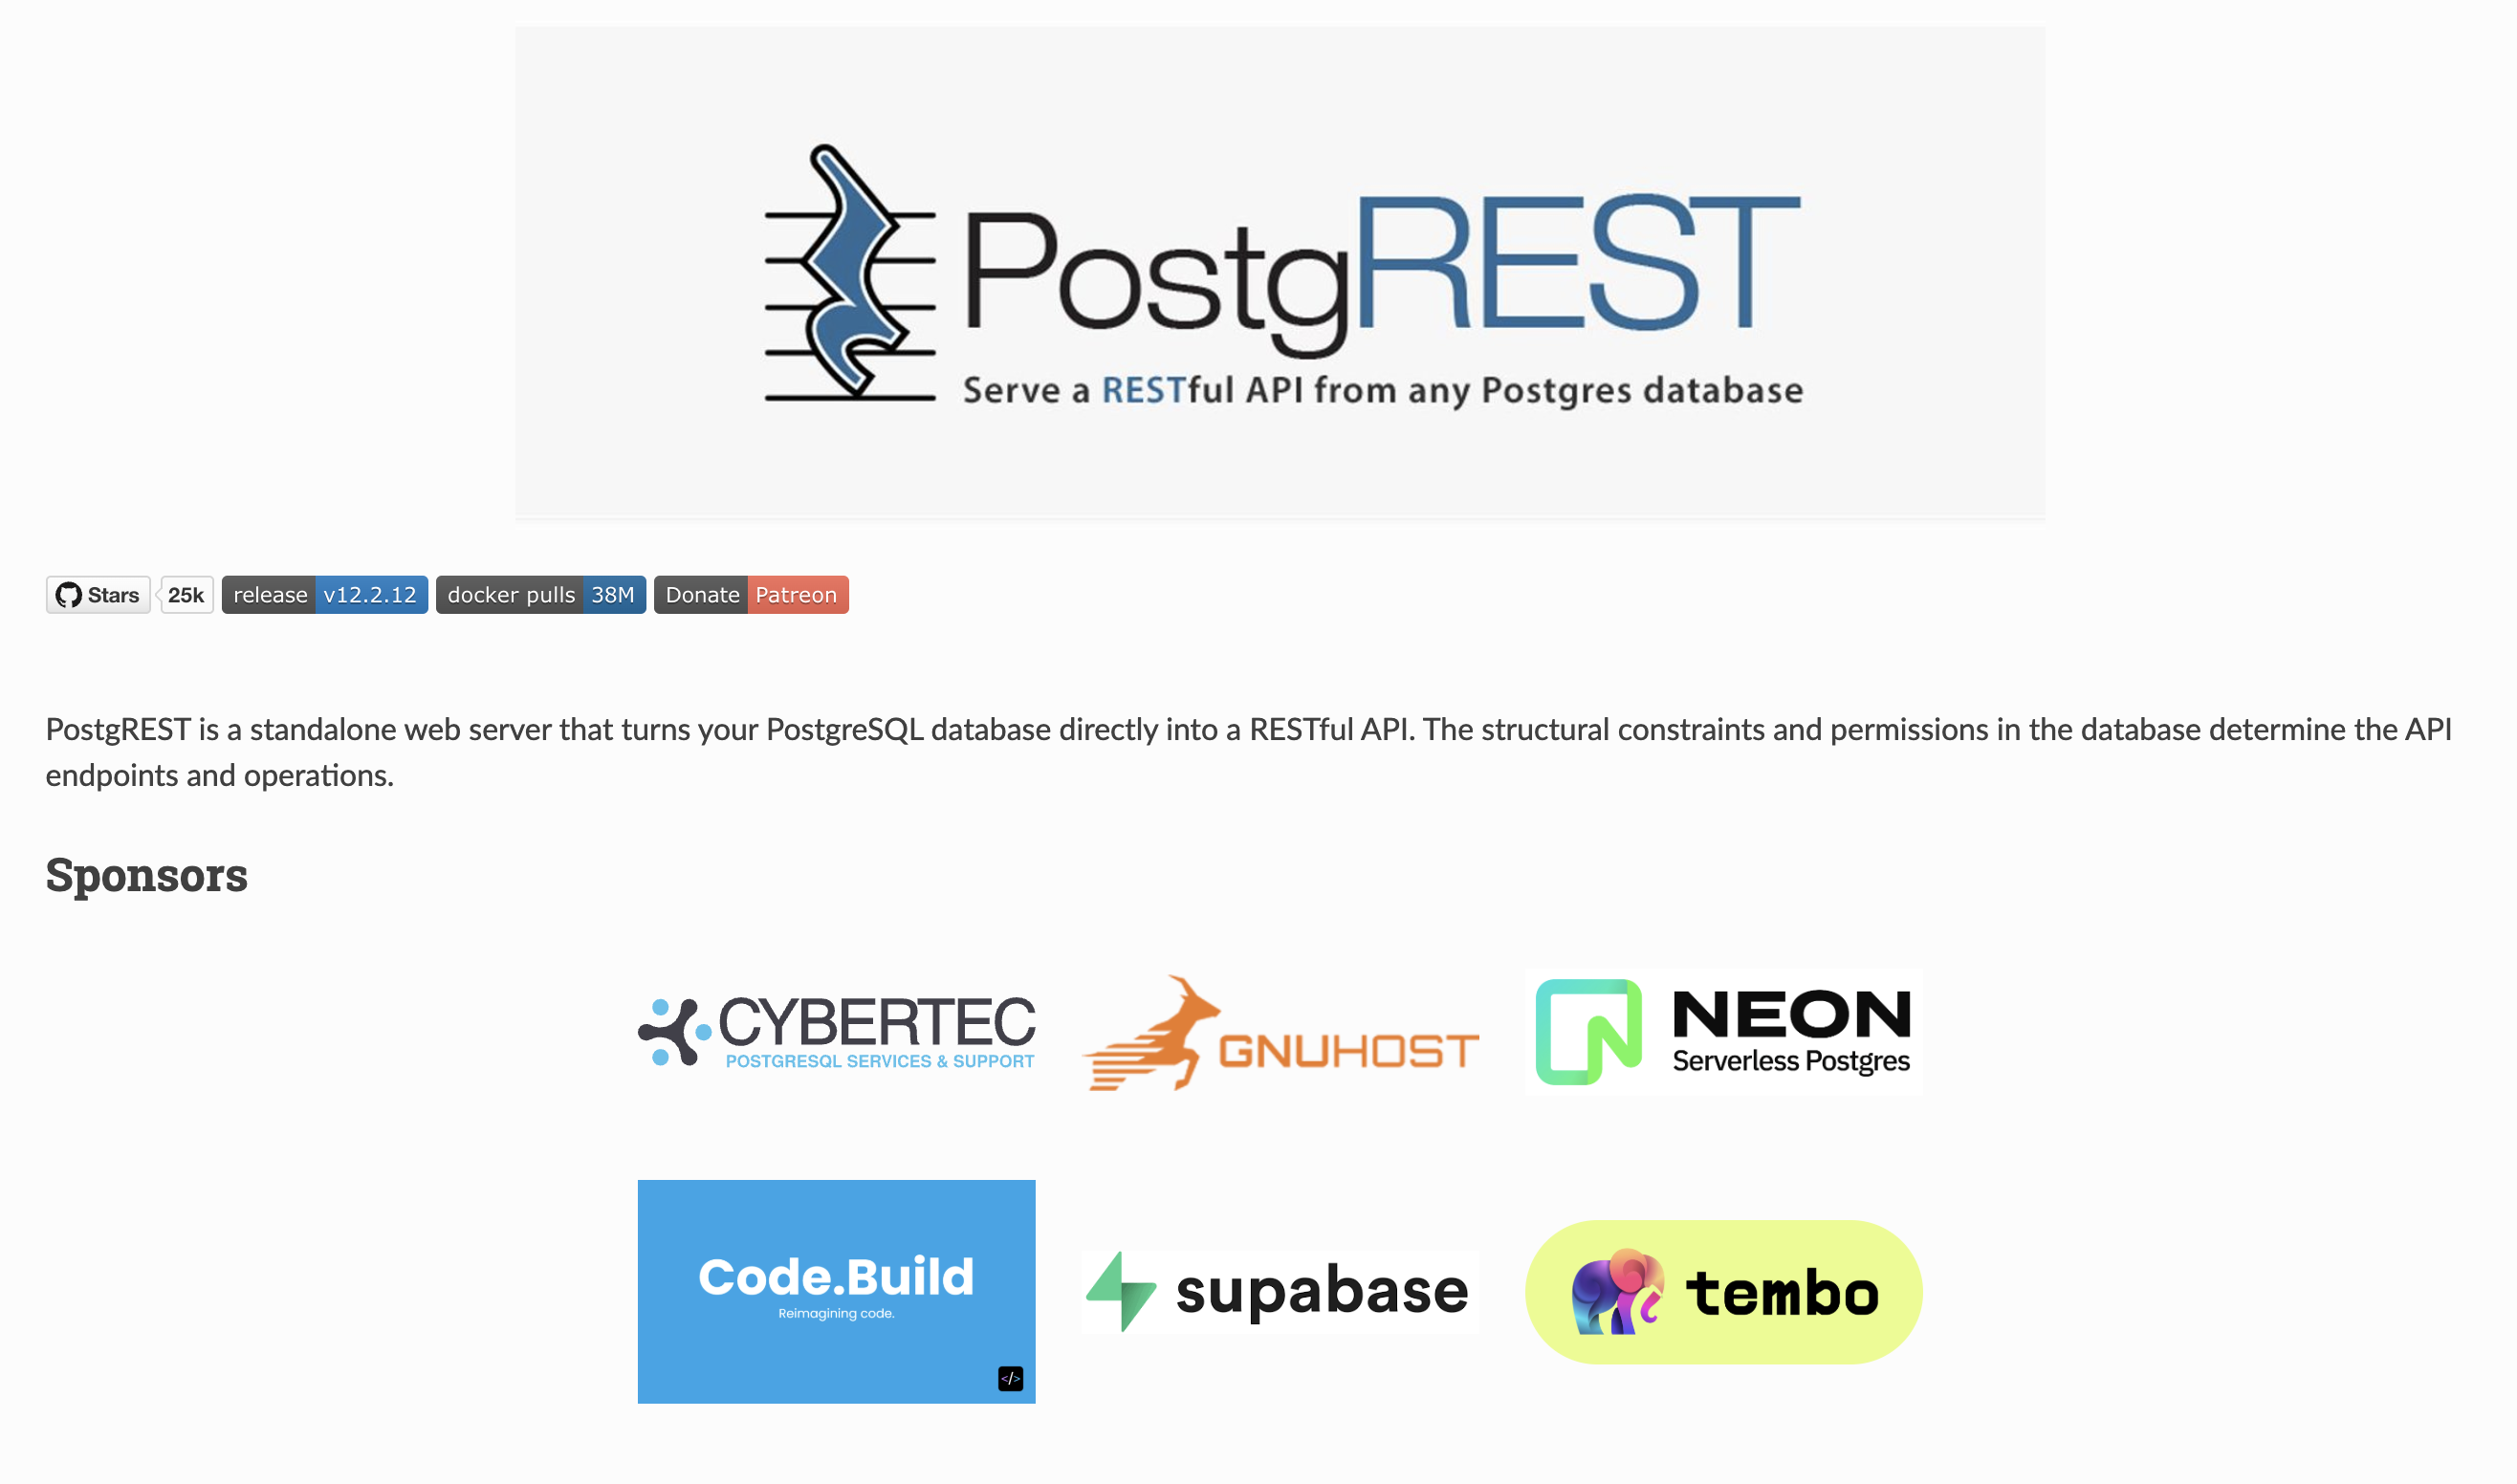 PostgREST
Serve a RESTful API from any Postgres database
Stars 25k release v12.2.12 docker pulls 38M Donate Patreon
PostgREST is a standalone web server that turns your PostgreSQL database directly into a RESTful API. The structural constraints and permissions in the database determine the API
endpoints and operations.
Sponsors
CYBERTEC
POSTGRESQL SERVICES & SUPPORT
GNUHOST
NEON
Serverless Postgres
Code.Build
Reimagining code.
</>
supabase
tembo